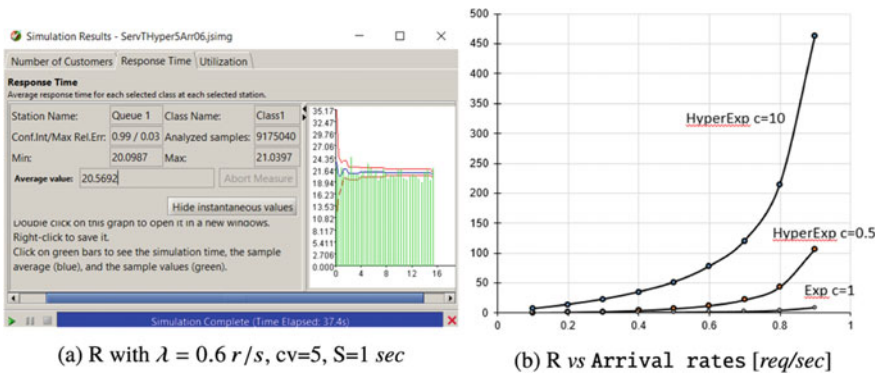 Simulation Results - ServTHyper5Arr06.jsimg
Number of Customers Response Time Utilization
Response Time
Average response time for each selected class at each selected station.
Station Name: Queue 1 Class Name: Class1
Conf.Int/Max Rel.Err: 0.99 / 0.03 Analyzed samples: 9175040
Min: 20.0987 Max: 21.0397
Average value: 20.5692 Abort Measure
Hide instantaneous values
Double click on this graph to open it in a new windows.
Right-click to save it.
Click on green bars to see the simulation time, the sample
average (blue), and the sample values (green).
35.17
32.47
29.76
27.05
24.35
21.64
18.94
16.23
13.53
10.82
8.117
5.411
2.706
0.000
0 2 4 6 8 10 12 14 16
Simulation Complete (Time Elapsed: 37.4s)
(a) R with λ = 0.6 r/s, cv=5, S=1 sec
500
450
400
350
300
250
200
150
100
50
0
HyperExp c=10
HyperExp c=0.5
Exp c=1
0 0.2 0.4 0.6 0.8 1
(b) R vs Arrival rates [req/sec]